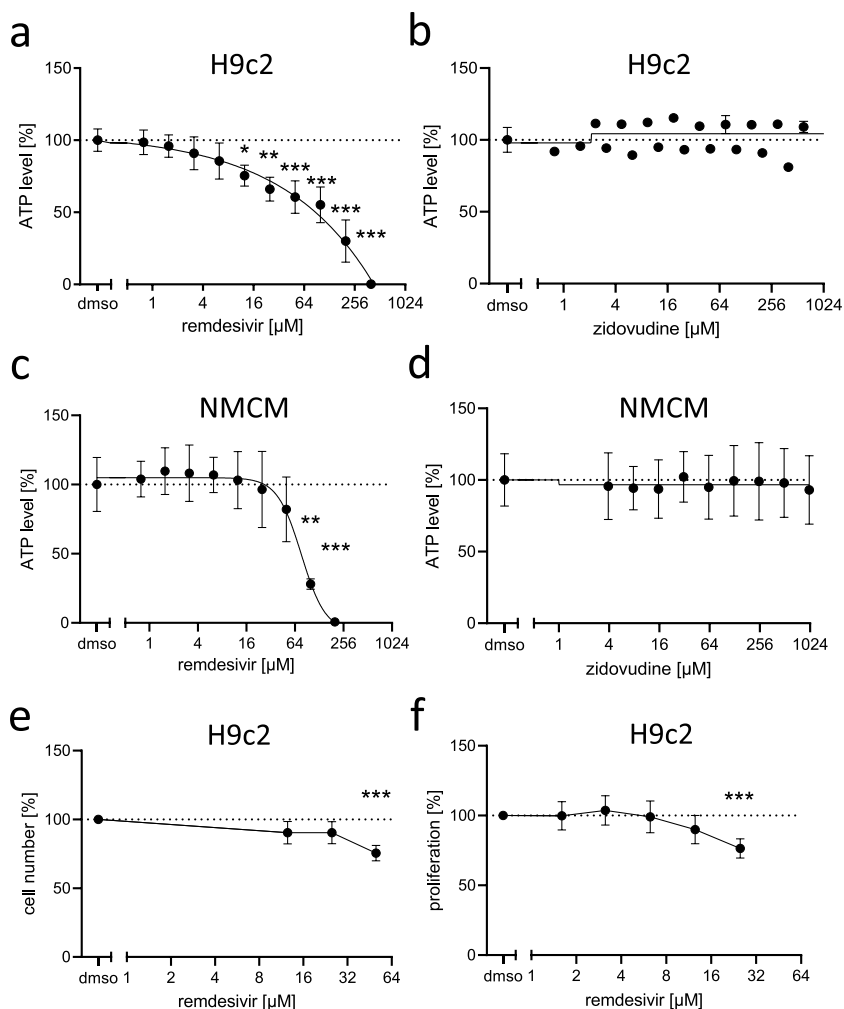 a
H9c2
150
100
50
0
ATP level [%]
* ** *** *** *** ***
dmso 1 4 16 64 256 1024
remdesivir [µM]
b
H9c2
150
100
50
0
ATP level [%]
dmso 1 4 16 64 256 1024
zidovudine [µM]
c
NMCM
150
100
50
0
ATP level [%]
** ***
dmso 1 4 16 64 256 1024
remdesivir [µM]
d
NMCM
150
100
50
0
ATP level [%]
dmso 1 4 16 64 256 1024
zidovudine [µM]
e
H9c2
150
100
50
0
cell number [%]
***
dmso 1 2 4 8 16 32 64
remdesivir [µM]
f
H9c2
150
100
50
0
proliferation [%]
***
dmso 1 2 4 8 16 32 64
remdesivir [µM]